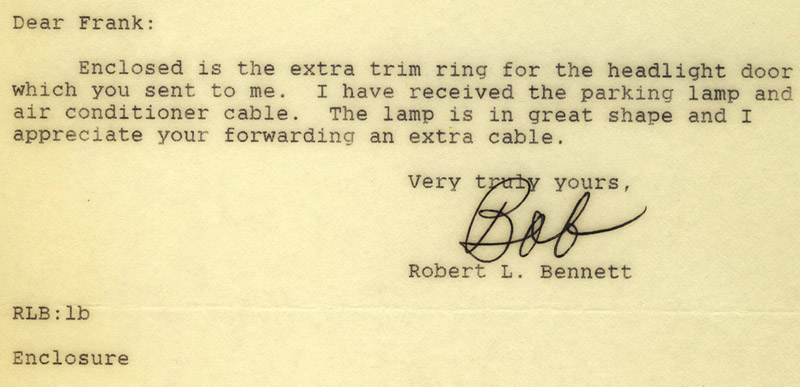 Dear Frank:
Enclosed is the extra trim ring for the headlight door
which you sent to me. I have received the parking lamp and
air conditioner cable. The lamp is in great shape and I
appreciate your forwarding an extra cable.
Very truly yours,
Bob
Robert L. Bennett
RLB:lb
Enclosure